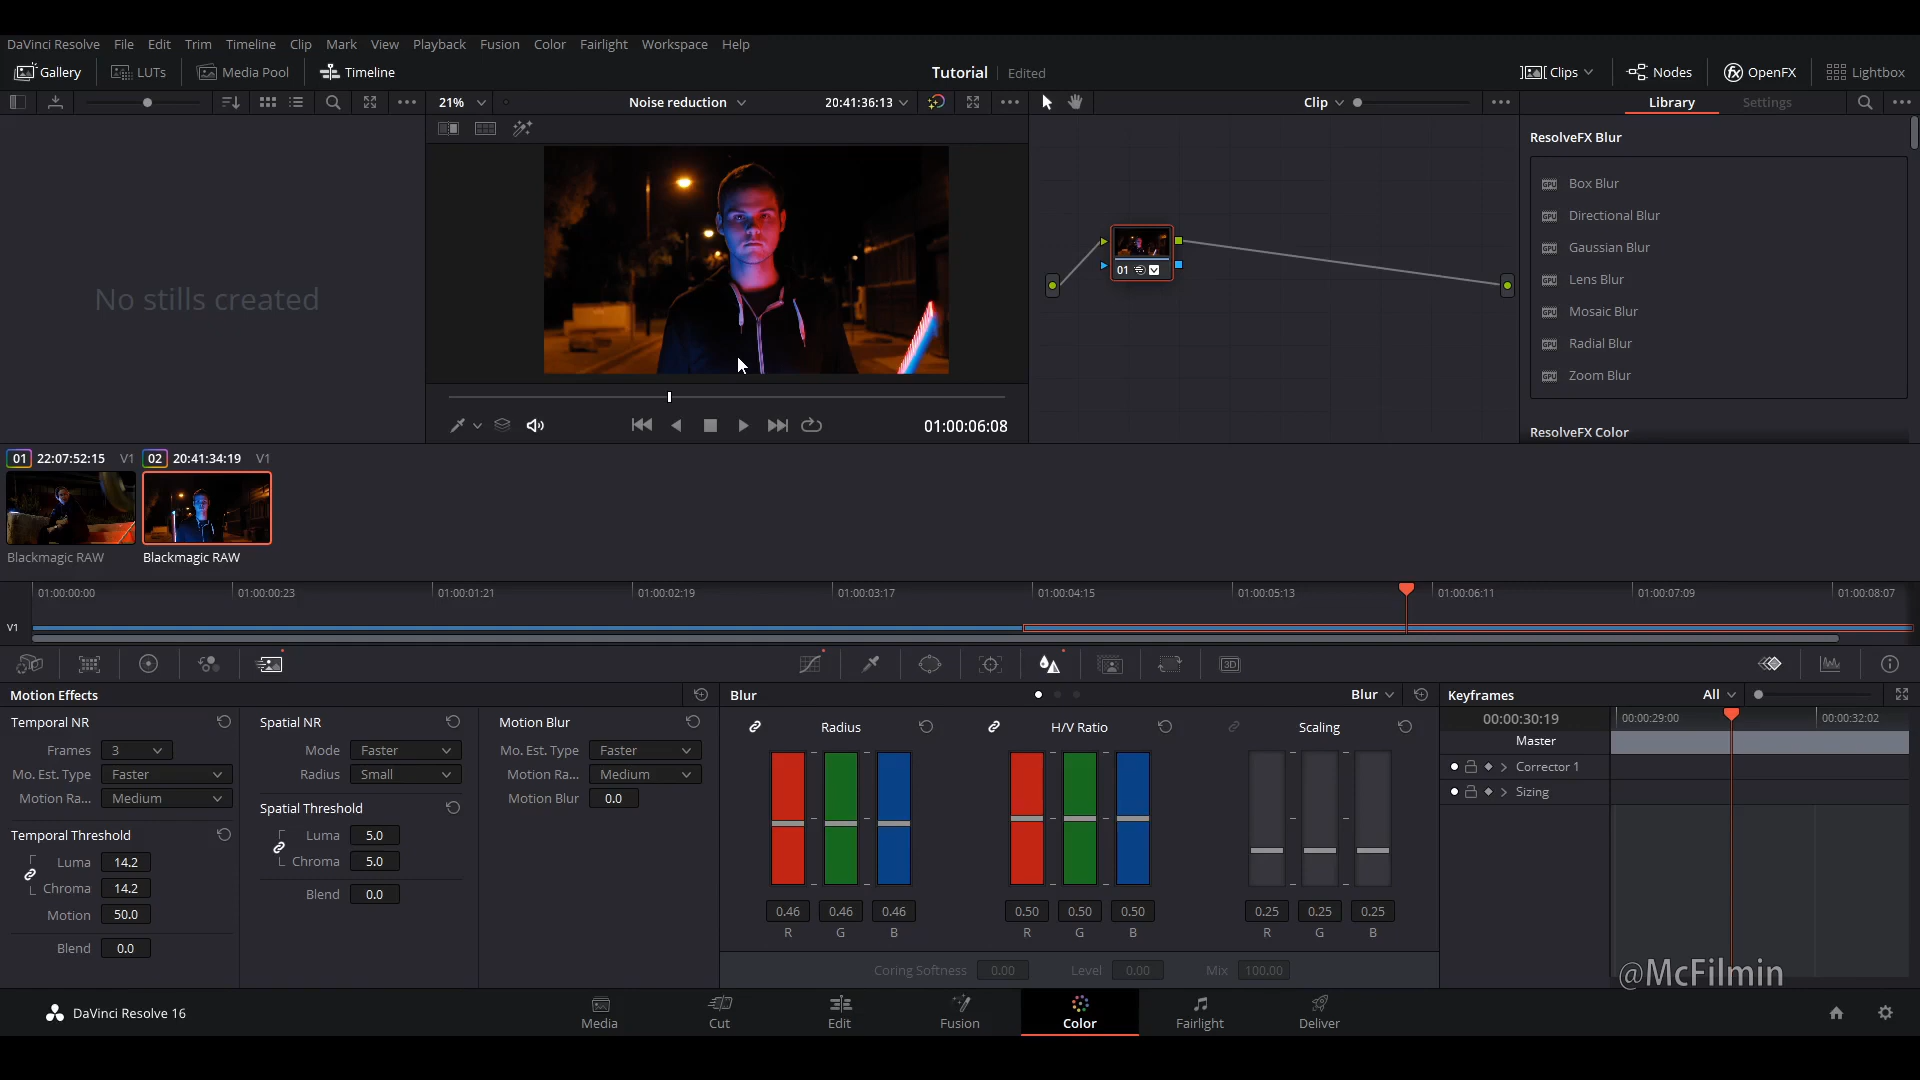 DaVinci Resolve File Edit Trim Timeline Clip Mark View Playback Fusion Color Fairlight Workspace Help
Gallery LUTs Media Pool Timeline Tutorial Edited Clips Nodes OpenFX Lightbox
21% Noise reduction 20:41:36:13 Clip Library Settings
ResolveFX Blur
Box Blur
Directional Blur
Gaussian Blur
Lens Blur
Mosaic Blur
Radial Blur
Zoom Blur
ResolveFX Color
No stills created
01
01:00:06:08
01 22:07:52:15 V1 02 20:41:34:19 V1
Blackmagic RAW Blackmagic RAW
01:00:00:00 01:00:00:23 01:00:01:21 01:00:02:19 01:00:03:17 01:00:04:15 01:00:05:13 01:00:06:11 01:00:07:09 01:00:08:07
V1
3D
Motion Effects
Temporal NR
Frames 3
Mo. Est. Type Faster
Motion Ra... Medium
Temporal Threshold
Luma 14.2
Chroma 14.2
Motion 50.0
Blend 0.0
Spatial NR
Mode Faster
Radius Small
Spatial Threshold
Luma 5.0
Chroma 5.0
Blend 0.0
Motion Blur
Mo. Est. Type Faster
Motion Ra... Medium
Motion Blur 0.0
Blur Blur
Radius H/V Ratio Scaling
0.46 0.46 0.46 0.50 0.50 0.50 0.25 0.25 0.25
R G B R G B R G B
Coring Softness 0.00 Level 0.00 Mix 100.00
Keyframes All
00:00:30:19 00:00:29:00 00:00:32:02
Master
Corrector 1
Sizing
@McFilmin
DaVinci Resolve 16 Media Cut Edit Fusion Color Fairlight Deliver